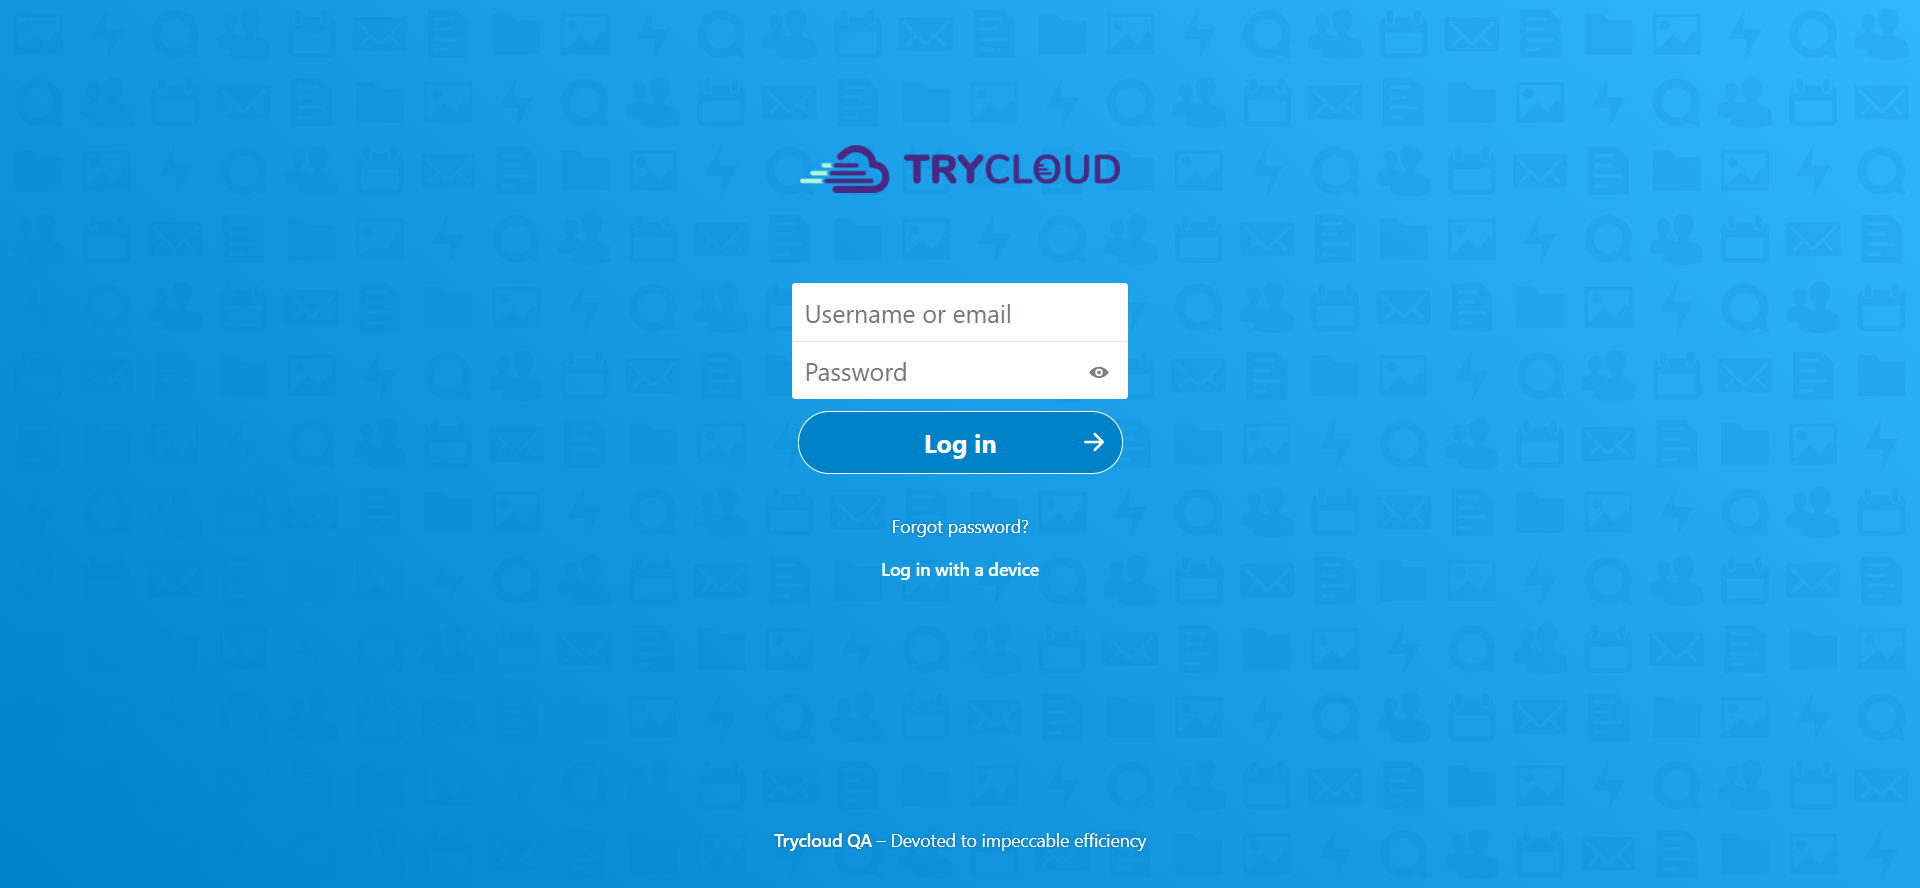 TRYCLOUD
Username or email
Password
Log in
Forgot password?
Log in with a device
Trycloud QA – Devoted to impeccable efficiency